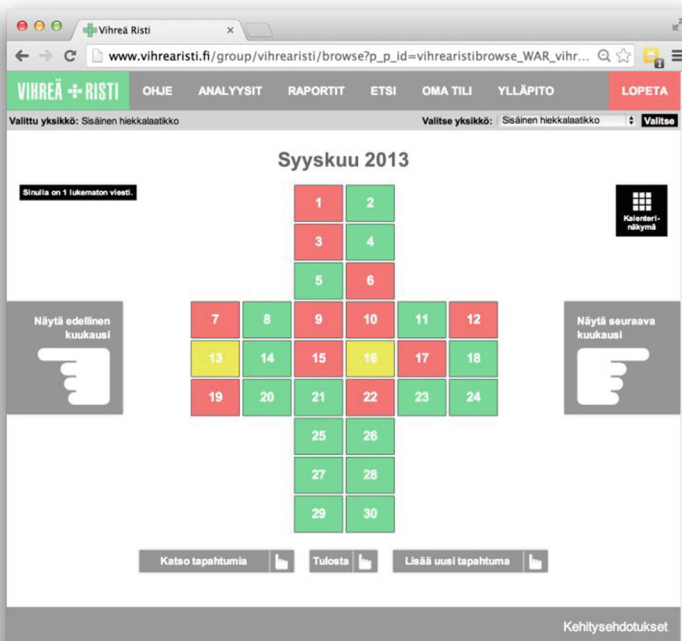 Vihreä Risti
www.vihrearisti.fi/group/vihrearisti/browse?p_p_id=vihrearistibrowse_WAR_vihr...
VIHREÄ RISTI OHJE ANALYYSIT RAPORTIT ETSI OMA TILI YLLÄPITO LOPETA
Valittu yksikkö: Sisäinen hiekkalaatikko Valitse yksikkö: Sisäinen hiekkalaatikko Valitse
Syyskuu 2013
Sinulla on 1 lukematon viesti.
Kalenteri-
näkymä
1 2
3 4
5 6
Näytä edellinen
kuukausi
7 8 9 10 11 12
13 14 15 16 17 18
19 20 21 22 23 24
Näytä seuraava
kuukausi
25 26
27 28
29 30
Katso tapahtumia Tulosta Lisää uusi tapahtuma
Kehitysehdotukset